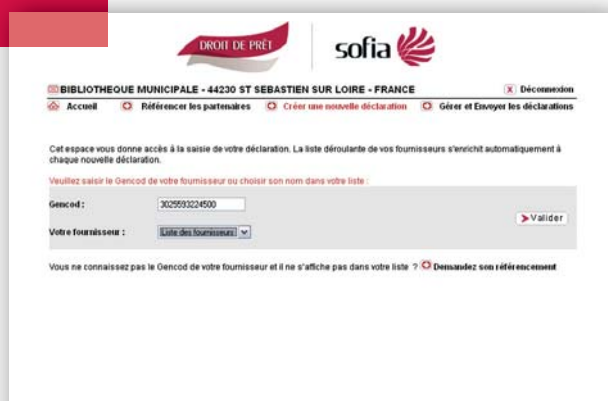 DROIT DE PRÊT
sofia
BIBLIOTHEQUE MUNICIPALE - 44230 ST SEBASTIEN SUR LOIRE - FRANCE
X Déconnexion
Accueil Référencer les partenaires Créer une nouvelle déclaration Gérer et Envoyer les déclarations
Cet espace vous donne accès à la saisie de votre déclaration. La liste déroulante de vos fournisseurs s'enrichit automatiquement à
chaque nouvelle déclaration.
Veuillez saisir le Gencod de votre fournisseur ou choisir son nom dans votre liste :
Gencod : 3025593224500
Valider
Votre fournisseur : Liste des fournisseurs
Vous ne connaissez pas le Gencod de votre fournisseur et il ne s'affiche pas dans votre liste ? Demandez son référencement